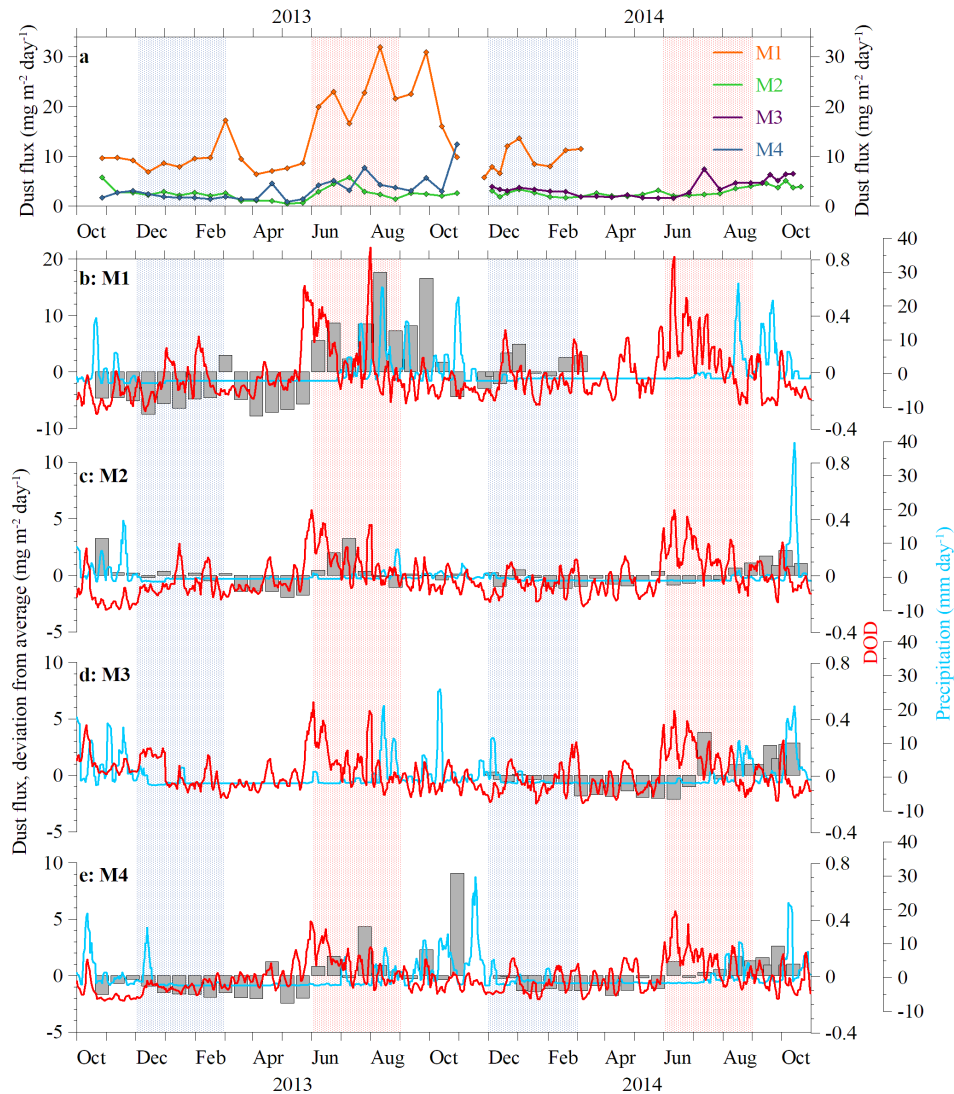 2013 2014
a
30 20 10 0
Dust flux (mg m⁻² day⁻¹)
M1
M2
M3
M4
30 20 10 0
Dust flux (mg m⁻² day⁻¹)
Oct Dec Feb Apr Jun Aug Oct Dec Feb Apr Jun Aug Oct
b: M1
20 10 0 -10
0.8 0.4 0 -0.4
40 30 20 10 0 -10
c: M2
10 5 0 -5
0.8 0.4 0 -0.4
40 30 20 10 0 -10
d: M3
10 5 0 -5
0.8 0.4 0 -0.4
40 30 20 10 0 -10
e: M4
10 5 0 -5
0.8 0.4 0 -0.4
40 30 20 10 0 -10
Dust flux, deviation from average (mg m⁻² day⁻¹)
DOD
Precipitation (mm day⁻¹)
Oct Dec Feb Apr Jun Aug Oct Dec Feb Apr Jun Aug Oct
2013 2014